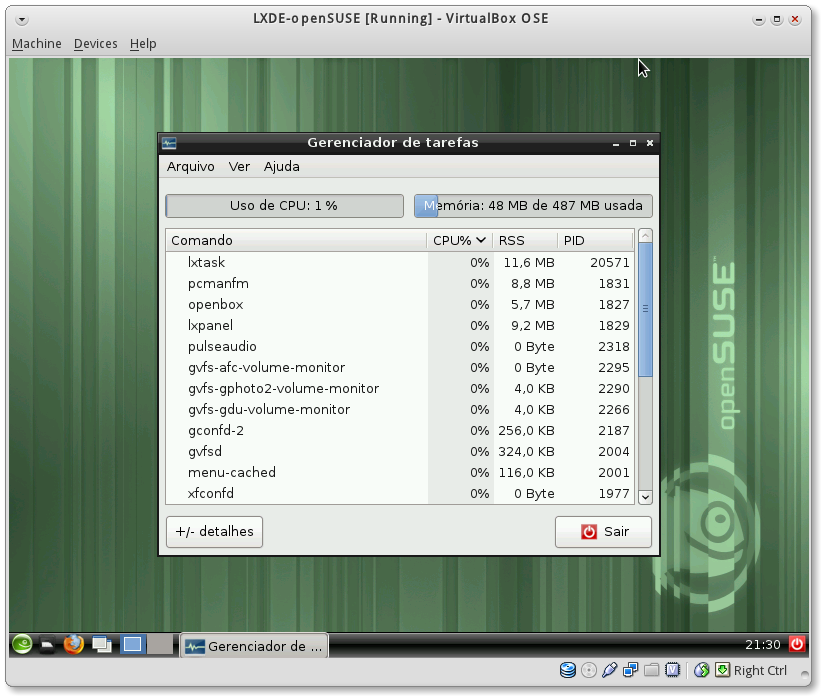 LXDE-openSUSE [Running] - VirtualBox OSE
Machine Devices Help
Gerenciador de tarefas
Arquivo Ver Ajuda
Uso de CPU: 1 % Memória: 48 MB de 487 MB usada
Comando CPU% RSS PID
lxtask 0% 11,6 MB 20571
pcmanfm 0% 8,8 MB 1831
openbox 0% 5,7 MB 1827
lxpanel 0% 9,2 MB 1829
pulseaudio 0% 0 Byte 2318
gvfs-afc-volume-monitor 0% 0 Byte 2295
gvfs-gphoto2-volume-monitor 0% 4,0 KB 2290
gvfs-gdu-volume-monitor 0% 4,0 KB 2266
gconfd-2 0% 256,0 KB 2187
gvfsd 0% 324,0 KB 2004
menu-cached 0% 116,0 KB 2001
xfconfd 0% 0 Byte 1977
+/- detalhes Sair
openSUSE™
Gerenciador de ... 21:30
Right Ctrl